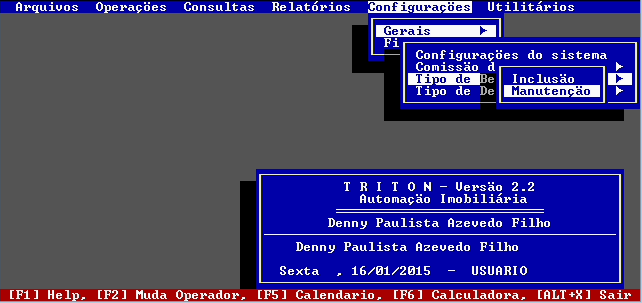 Arquivos Operações Consultas Relatórios Configurações Utilitários
Gerais
Fi
Configurações do sistema
Comissão d
Tipo de Be
Tipo de De
Inclusão
Manutenção
T R I T O N - Versão 2.2
Automação Imobiliária
Denny Paulista Azevedo Filho
Denny Paulista Azevedo Filho
Sexta , 16/01/2015 - USUARIO
[F1] Help, [F2] Muda Operador, [F5] Calendario, [F6] Calculadora, [ALT+X] Sair